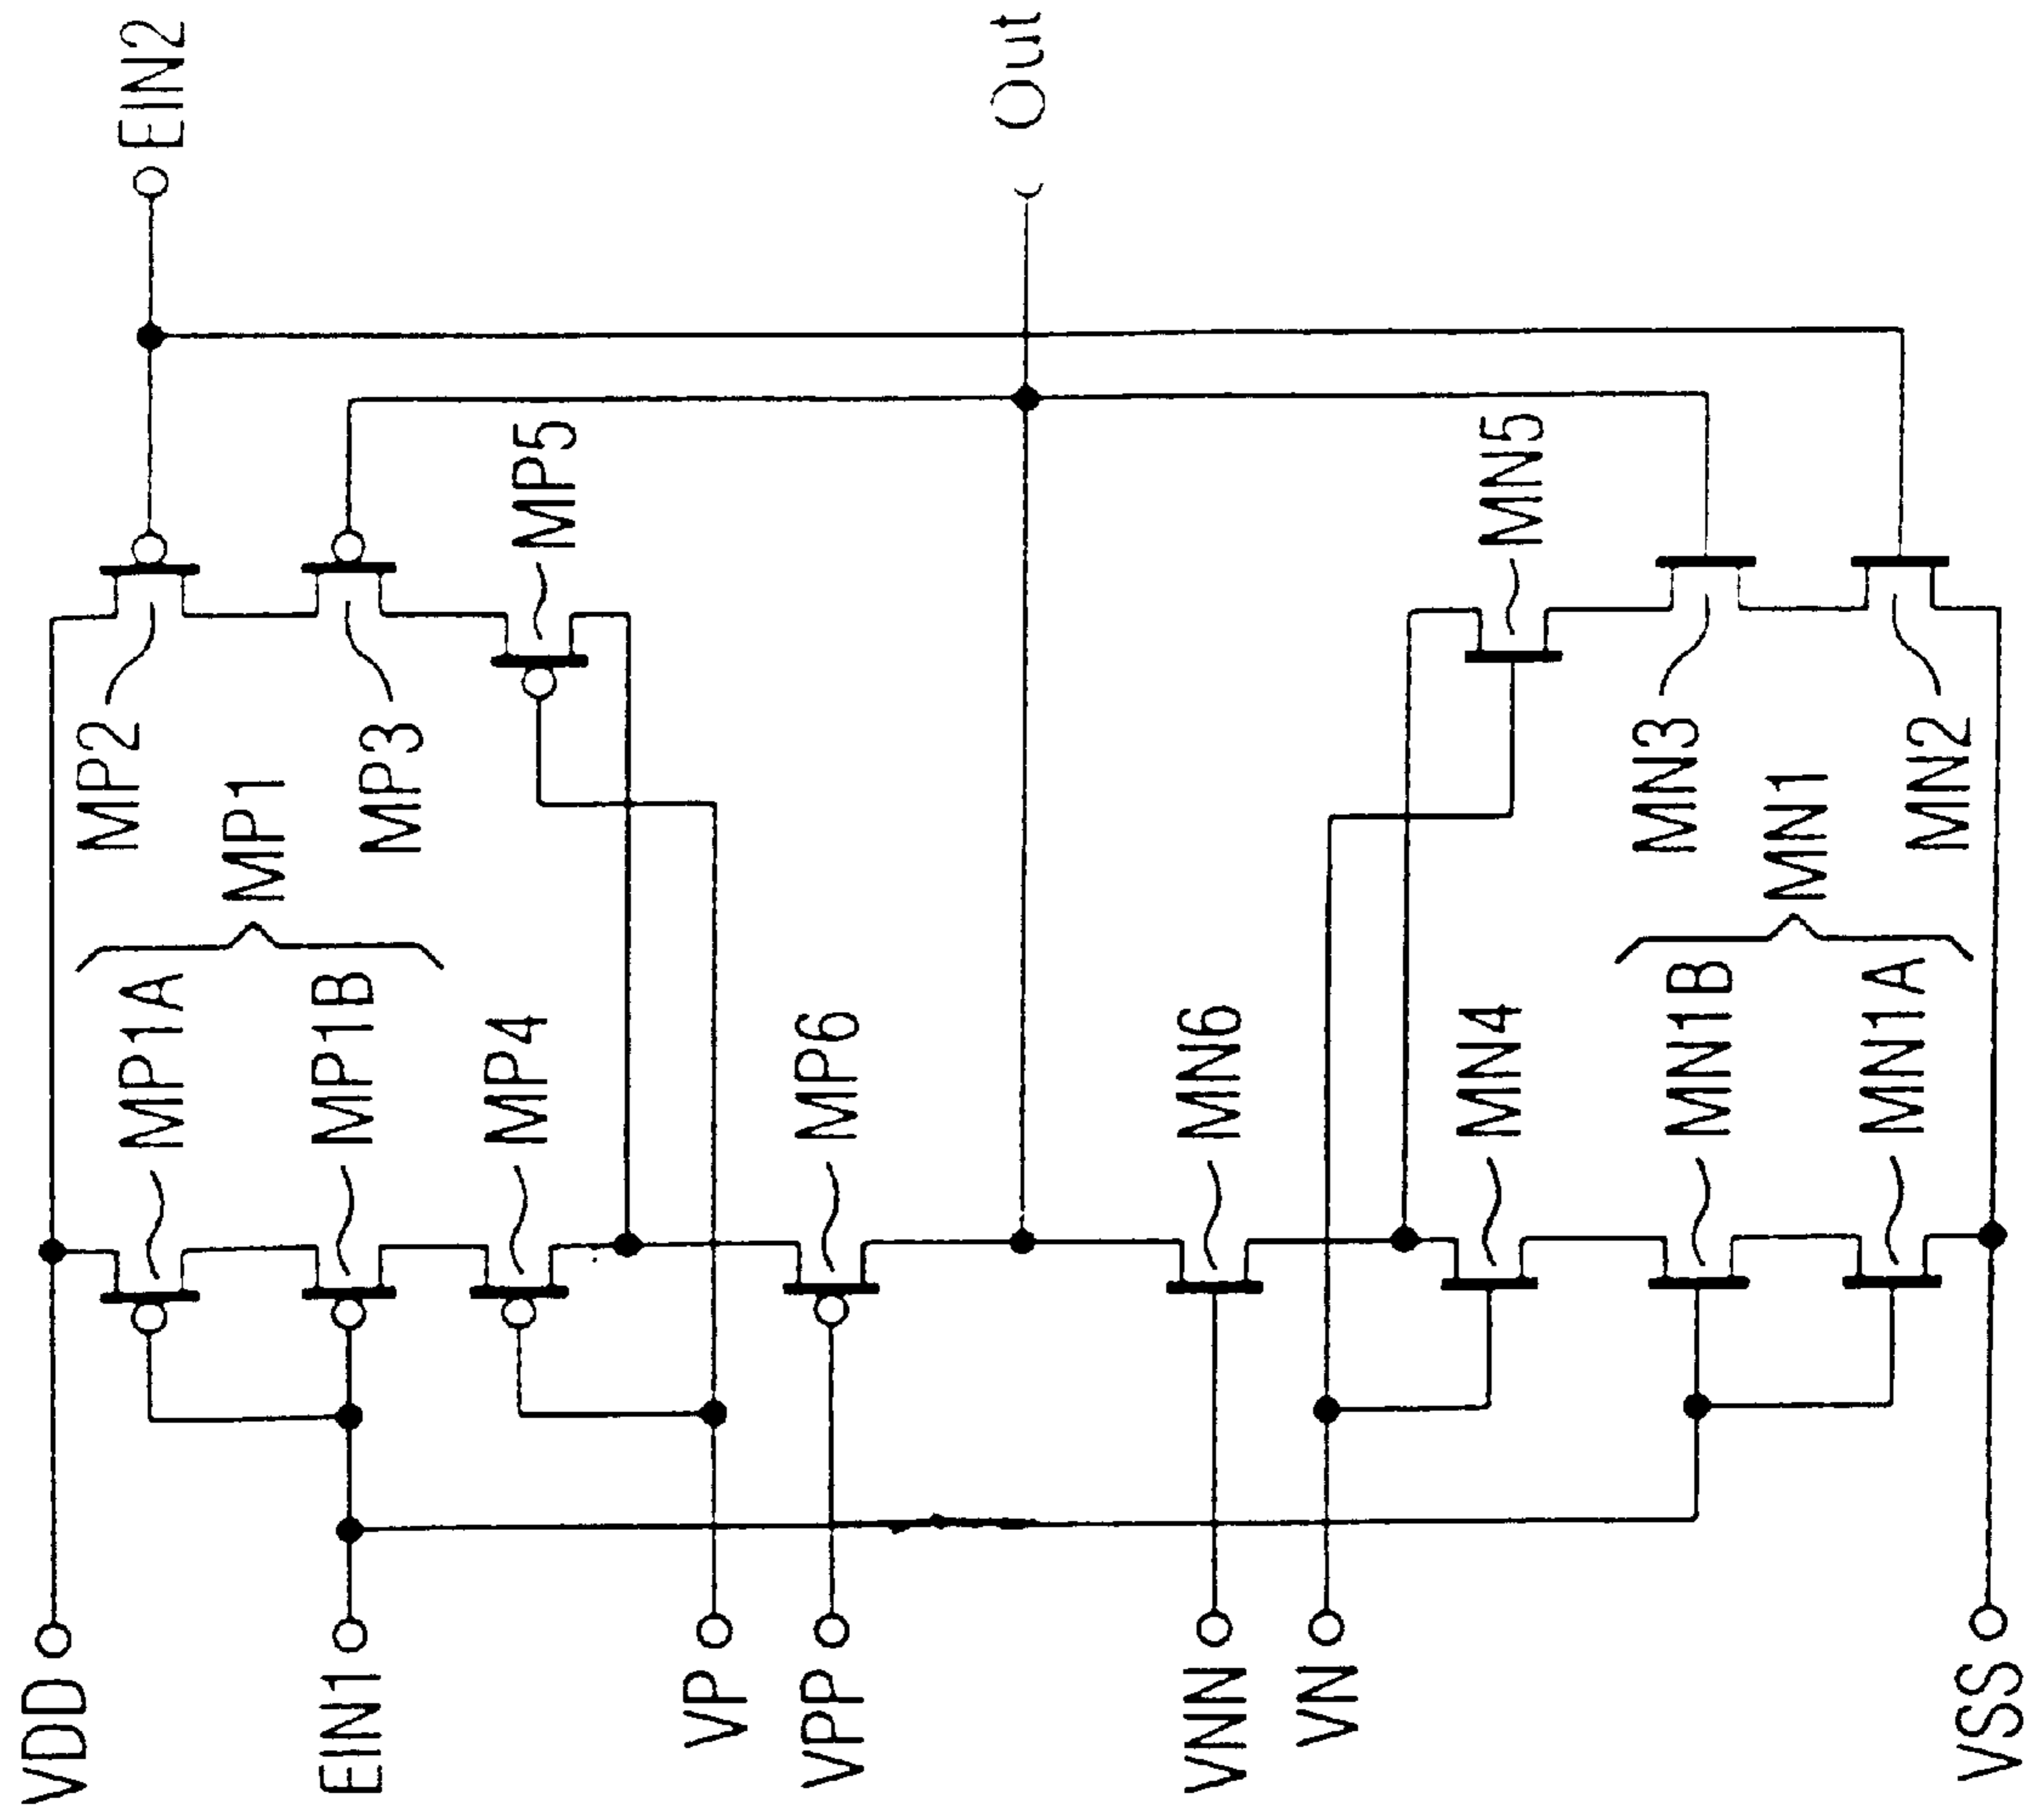 EIN2
Out
MP5
MN5
MP2
MP3
MP1
MN3
MN1
MN2
MP1A
MP1B
MP4
MP6
MN6
MN4
MN1B
MN1A
VDD
EIN1
VP
VPP
VNN
VN
VSS